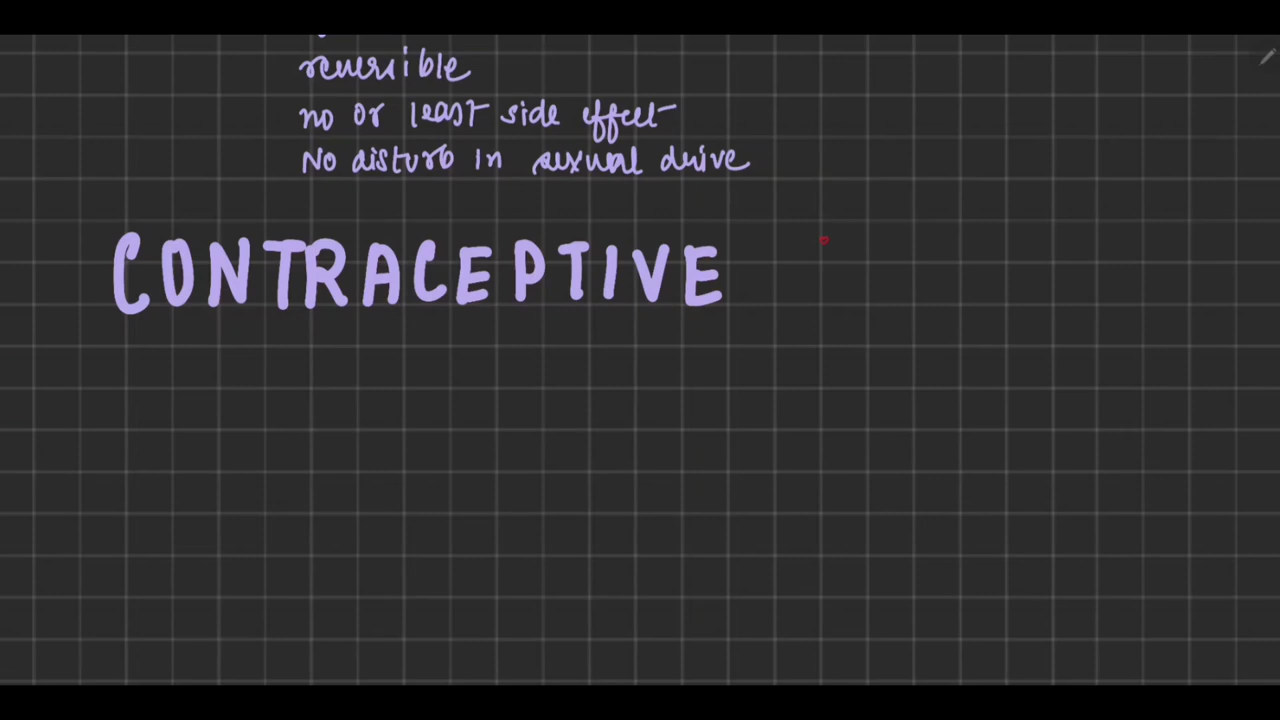 reversible
no or least side effect
No disturb in sexual drive
CONTRACEPTIVE